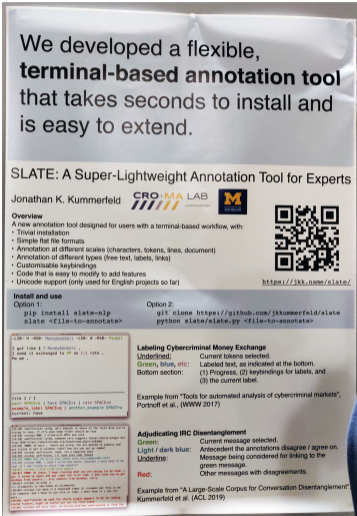 We developed a flexible,
terminal-based annotation tool
that takes seconds to install and
is easy to extend.
SLATE: A Super-Lightweight Annotation Tool for Experts
Jonathan K. Kummerfeld
CROMA LAB
M
Overview
A new annotation tool designed for users with a terminal-based workflow, with:
• Trivial installation
• Simple flat file formats
• Annotation at different scales (characters, tokens, lines, document)
• Annotation of different types (free text, labels, links)
• Customisable keybindings
• Code that is easy to modify to add features
• Unicode support (only used for English projects so far)
https://jkk.name/slate/
Install and use
Option 1:
pip install slate-nlp
slate <file-to-annotate>
Option 2:
git clone https://github.com/jkkummerfeld/slate
python slate/slate.py <file-to-annotate>
Labeling Cybercriminal Money Exchange
Underlined: Current tokens selected.
Green, blue, etc: Labeled text, as indicated at the bottom.
Bottom section: (1) Progress, (2) keybindings for labels, and
(3) the current label.
Example from "Tools for automated analysis of cybercriminal markets",
Portnoff et al., (WWW 2017)
Adjudicating IRC Disentanglement
Green: Current message selected.
Light / dark blue: Antecedent the annotations disagree / agree on.
Underline: Message being considered for linking to the
green message.
Red: Other messages with disagreements.
Example from "A Large-Scale Corpus for Conversation Disentanglement"
Kummerfeld et al. (ACL 2019)